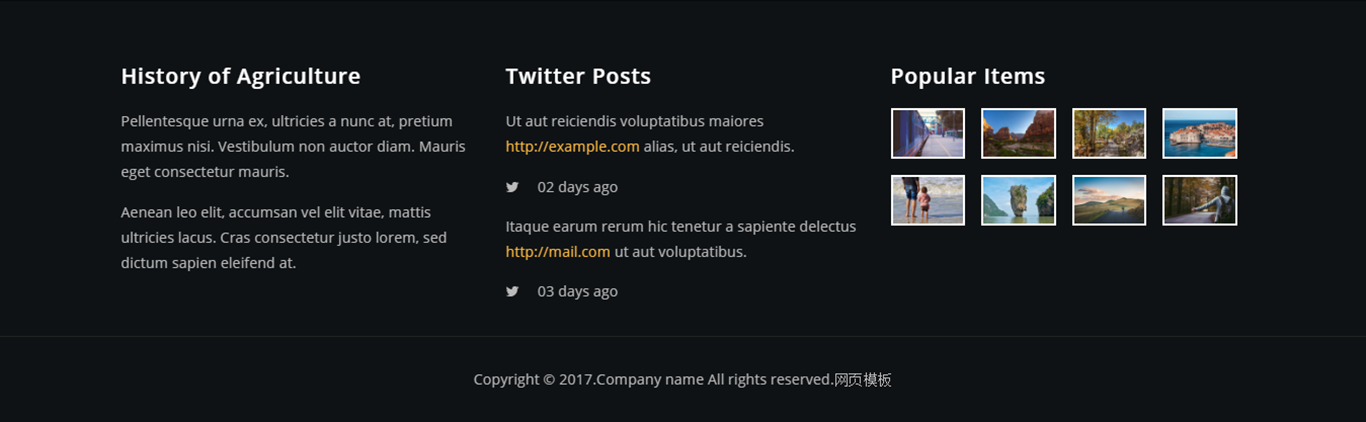 History of Agriculture
Pellentesque urna ex, ultricies a nunc at, pretium
maximus nisi. Vestibulum non auctor diam. Mauris
eget consectetur mauris.
Aenean leo elit, accumsan vel elit vitae, mattis
ultricies lacus. Cras consectetur justo lorem, sed
dictum sapien eleifend at.
Twitter Posts
Ut aut reiciendis voluptatibus maiores
http://example.com alias, ut aut reiciendis.
02 days ago
Itaque earum rerum hic tenetur a sapiente delectus
http://mail.com ut aut voluptatibus.
03 days ago
Popular Items
Copyright © 2017.Company name All rights reserved.网页模板